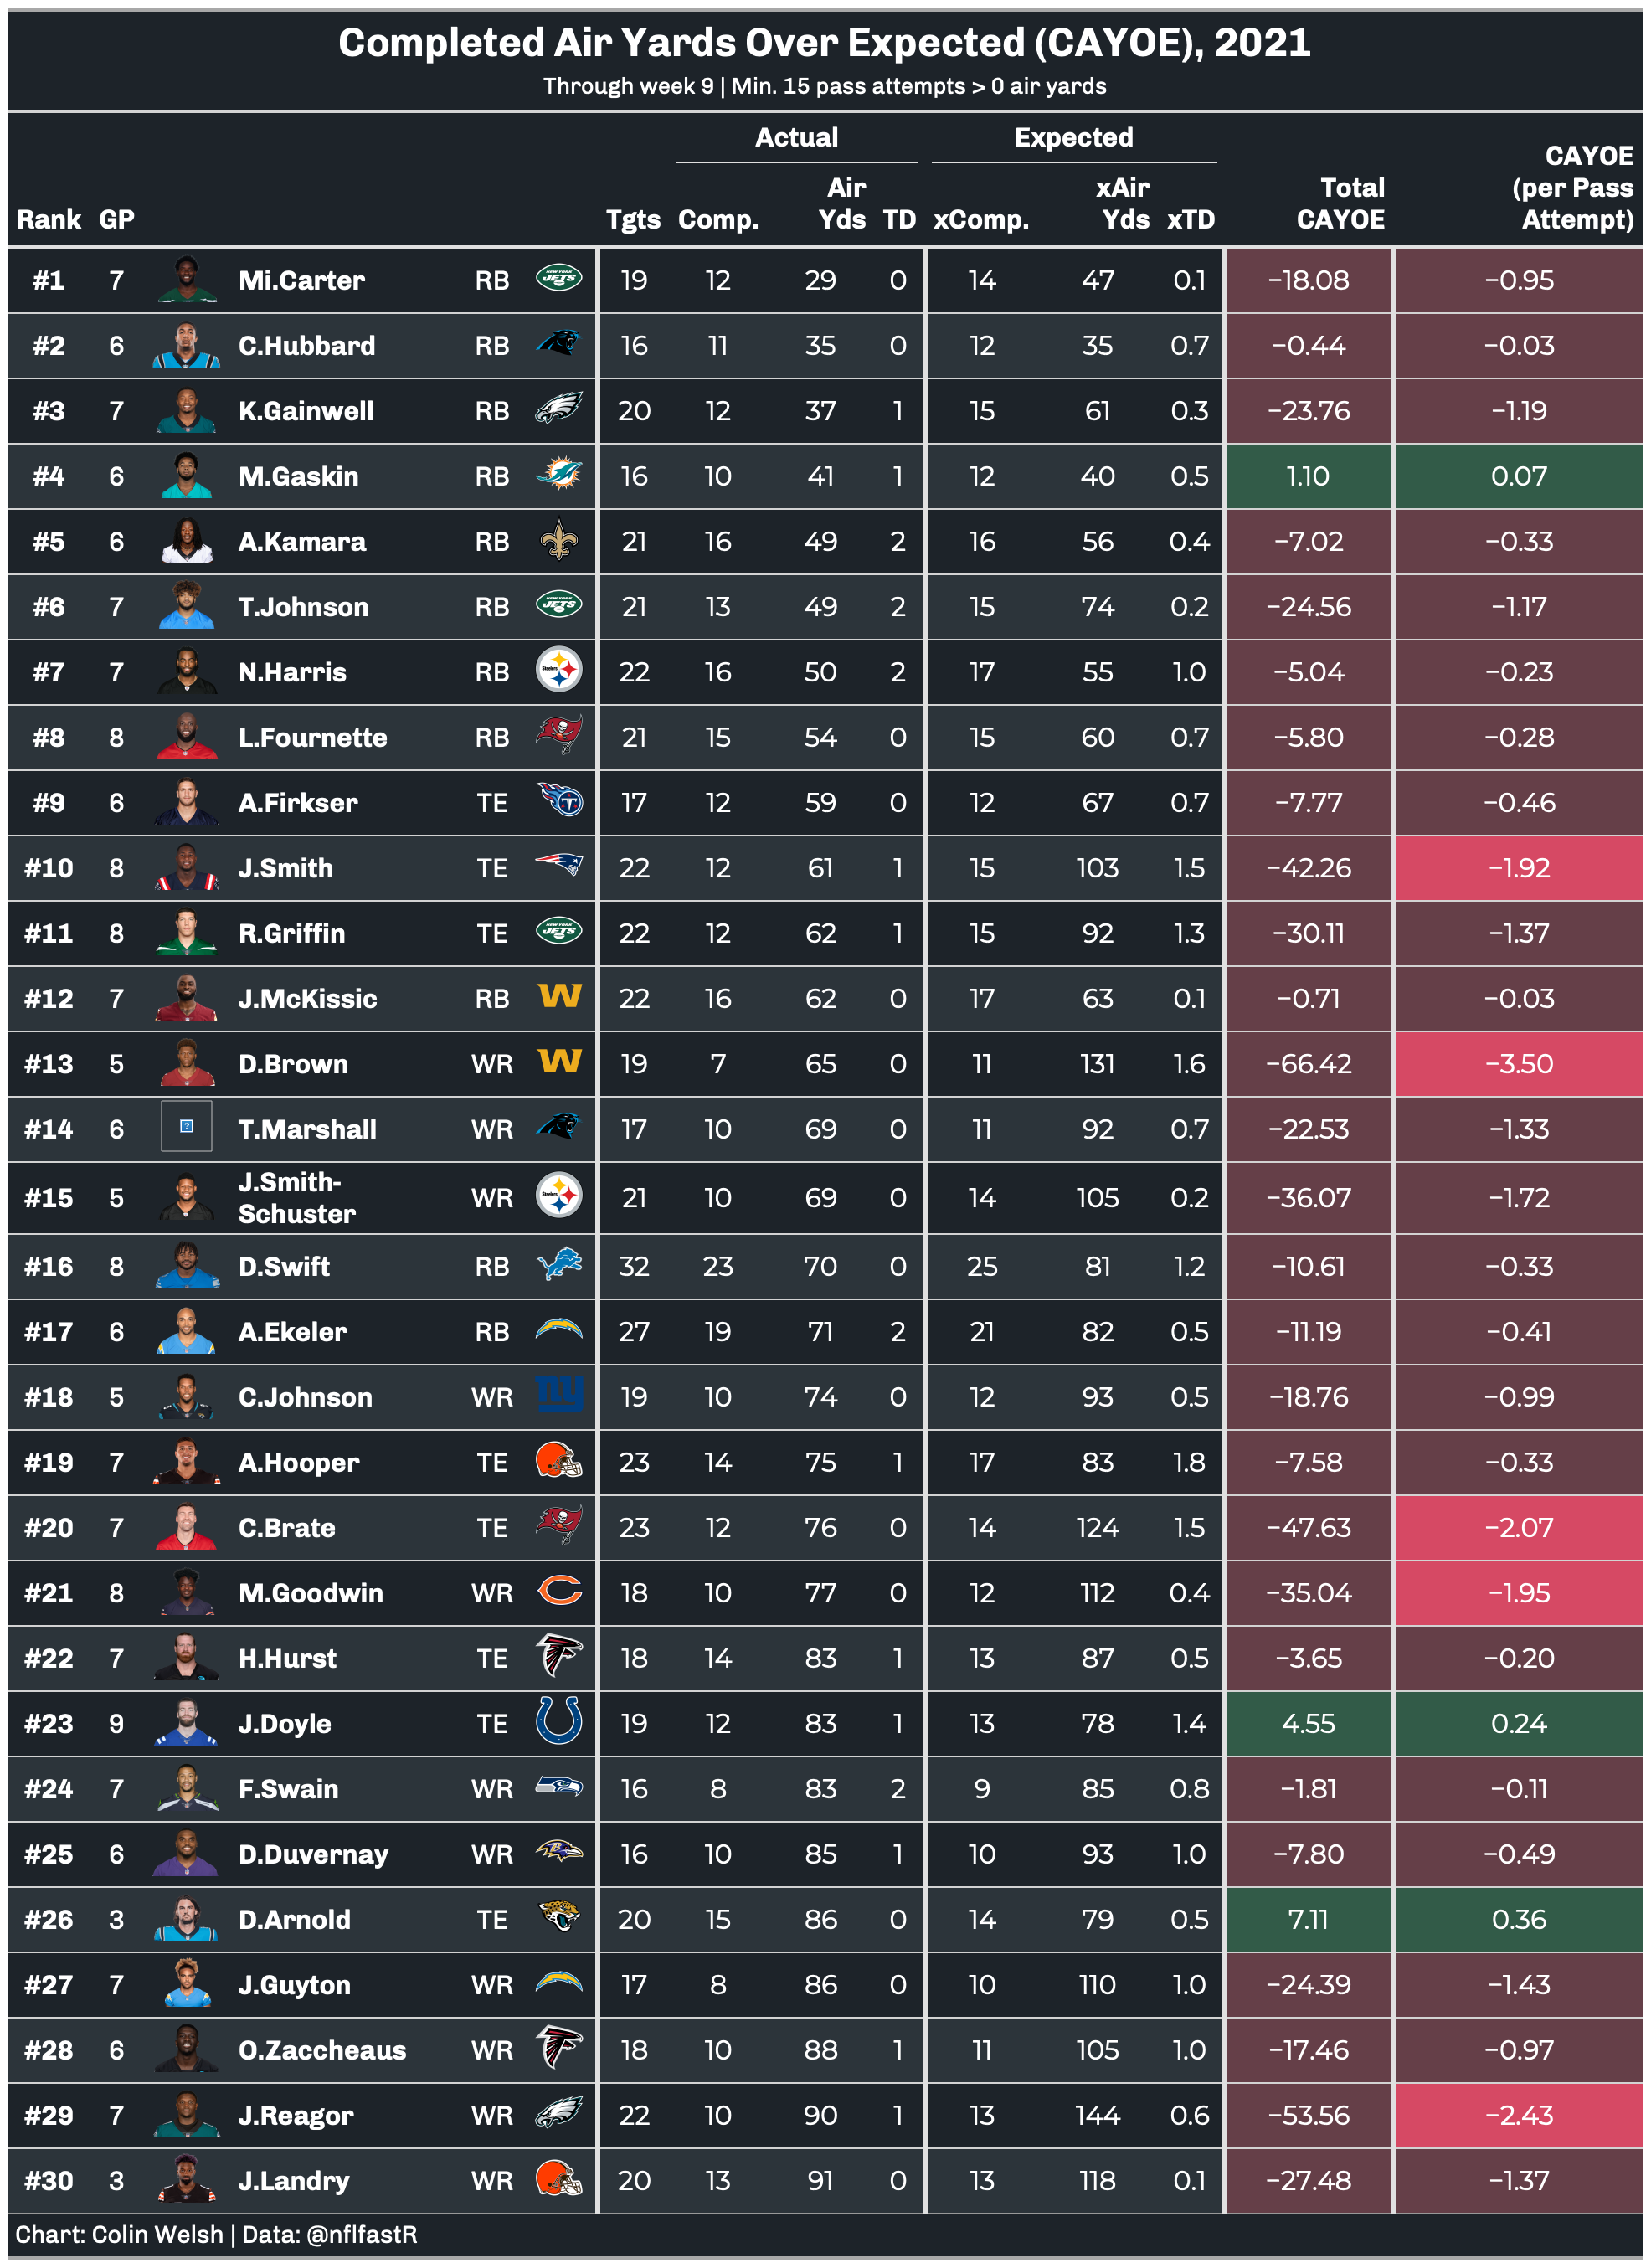 Completed Air Yards Over Expected (CAYOE), 2021
Through week 9 | Min. 15 pass attempts > 0 air yards
Actual Expected
Rank GP Tgts Comp. Air Yds TD xComp. xAir Yds xTD Total CAYOE CAYOE (per Pass Attempt)
#1 7 Mi.Carter RB NEW YORK JETS 19 12 29 0 14 47 0.1 −18.08 −0.95
#2 6 C.Hubbard RB 16 11 35 0 12 35 0.7 −0.44 −0.03
#3 7 K.Gainwell RB 20 12 37 1 15 61 0.3 −23.76 −1.19
#4 6 M.Gaskin RB 16 10 41 1 12 40 0.5 1.10 0.07
#5 6 A.Kamara RB 21 16 49 2 16 56 0.4 −7.02 −0.33
#6 7 T.Johnson RB NEW YORK JETS 21 13 49 2 15 74 0.2 −24.56 −1.17
#7 7 N.Harris RB Steelers 22 16 50 2 17 55 1.0 −5.04 −0.23
#8 8 L.Fournette RB 21 15 54 0 15 60 0.7 −5.80 −0.28
#9 6 A.Firkser TE T 17 12 59 0 12 67 0.7 −7.77 −0.46
#10 8 J.Smith TE 22 12 61 1 15 103 1.5 −42.26 −1.92
#11 8 R.Griffin TE NEW YORK JETS 22 12 62 1 15 92 1.3 −30.11 −1.37
#12 7 J.McKissic RB W 22 16 62 0 17 63 0.1 −0.71 −0.03
#13 5 D.Brown WR W 19 7 65 0 11 131 1.6 −66.42 −3.50
#14 6 ? T.Marshall WR 17 10 69 0 11 92 0.7 −22.53 −1.33
#15 5 J.Smith-
Schuster WR Steelers 21 10 69 0 14 105 0.2 −36.07 −1.72
#16 8 D.Swift RB 32 23 70 0 25 81 1.2 −10.61 −0.33
#17 6 A.Ekeler RB 27 19 71 2 21 82 0.5 −11.19 −0.41
#18 5 C.Johnson WR ny 19 10 74 0 12 93 0.5 −18.76 −0.99
#19 7 A.Hooper TE 23 14 75 1 17 83 1.8 −7.58 −0.33
#20 7 C.Brate TE 23 12 76 0 14 124 1.5 −47.63 −2.07
#21 8 M.Goodwin WR C 18 10 77 0 12 112 0.4 −35.04 −1.95
#22 7 H.Hurst TE 18 14 83 1 13 87 0.5 −3.65 −0.20
#23 9 J.Doyle TE 19 12 83 1 13 78 1.4 4.55 0.24
#24 7 F.Swain WR 16 8 83 2 9 85 0.8 −1.81 −0.11
#25 6 D.Duvernay WR B 16 10 85 1 10 93 1.0 −7.80 −0.49
#26 3 D.Arnold TE 20 15 86 0 14 79 0.5 7.11 0.36
#27 7 J.Guyton WR 17 8 86 0 10 110 1.0 −24.39 −1.43
#28 6 O.Zaccheaus WR 18 10 88 1 11 105 1.0 −17.46 −0.97
#29 7 J.Reagor WR 22 10 90 1 13 144 0.6 −53.56 −2.43
#30 3 J.Landry WR 20 13 91 0 13 118 0.1 −27.48 −1.37
Chart: Colin Welsh | Data: @nflfastR